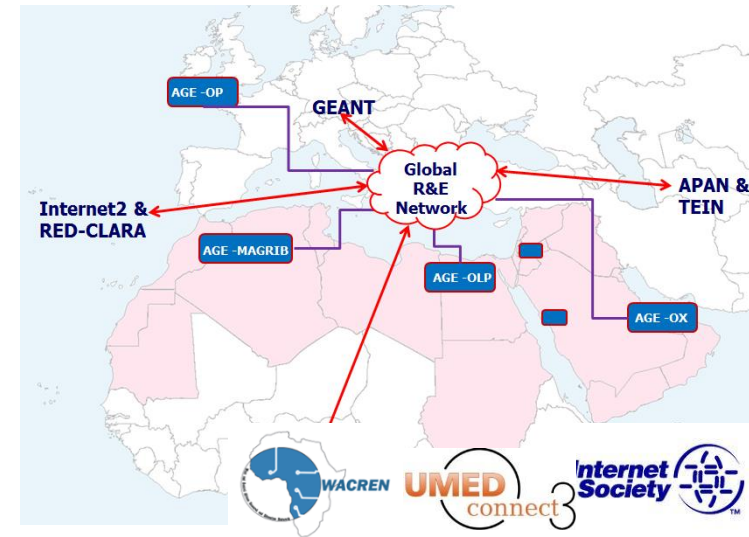 AGE -OP
GEANT
Global
R&E
Network
APAN &
TEIN
Internet2 &
RED-CLARA
AGE -MAGRIB
AGE -OLP
AGE -OX
WACREN
UMED
connect3
Internet
Society
TM